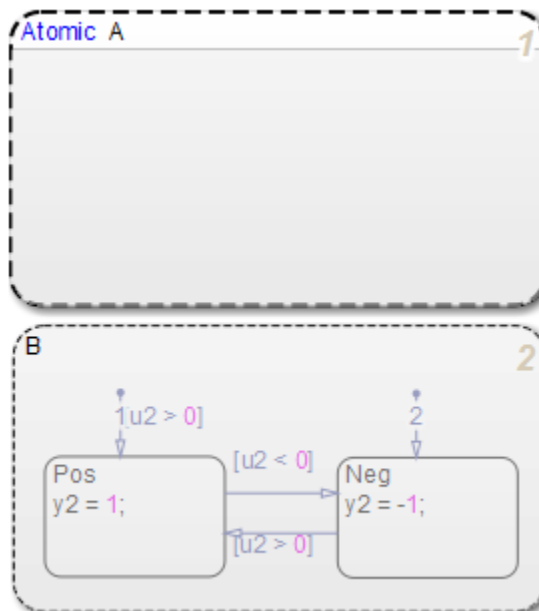 Atomic A
1
B
2
1[u2 > 0]
2
[u2 < 0]
Pos
y2 = 1;
Neg
y2 = -1;
[u2 > 0]